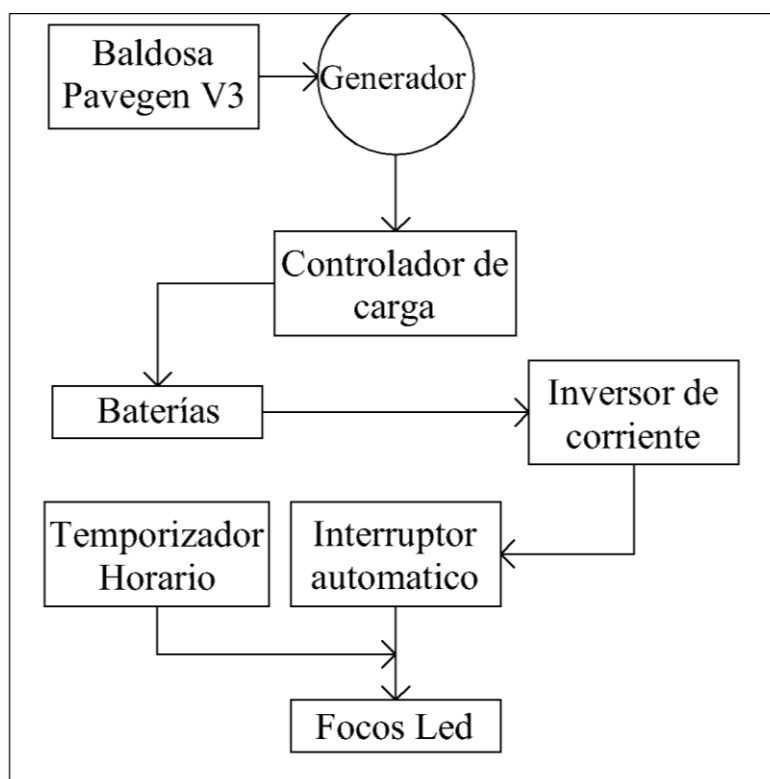 Baldosa
Pavegen V3
Generador
Controlador de
carga
Baterías
Inversor de
corriente
Temporizador
Horario
Interruptor
automatico
Focos Led